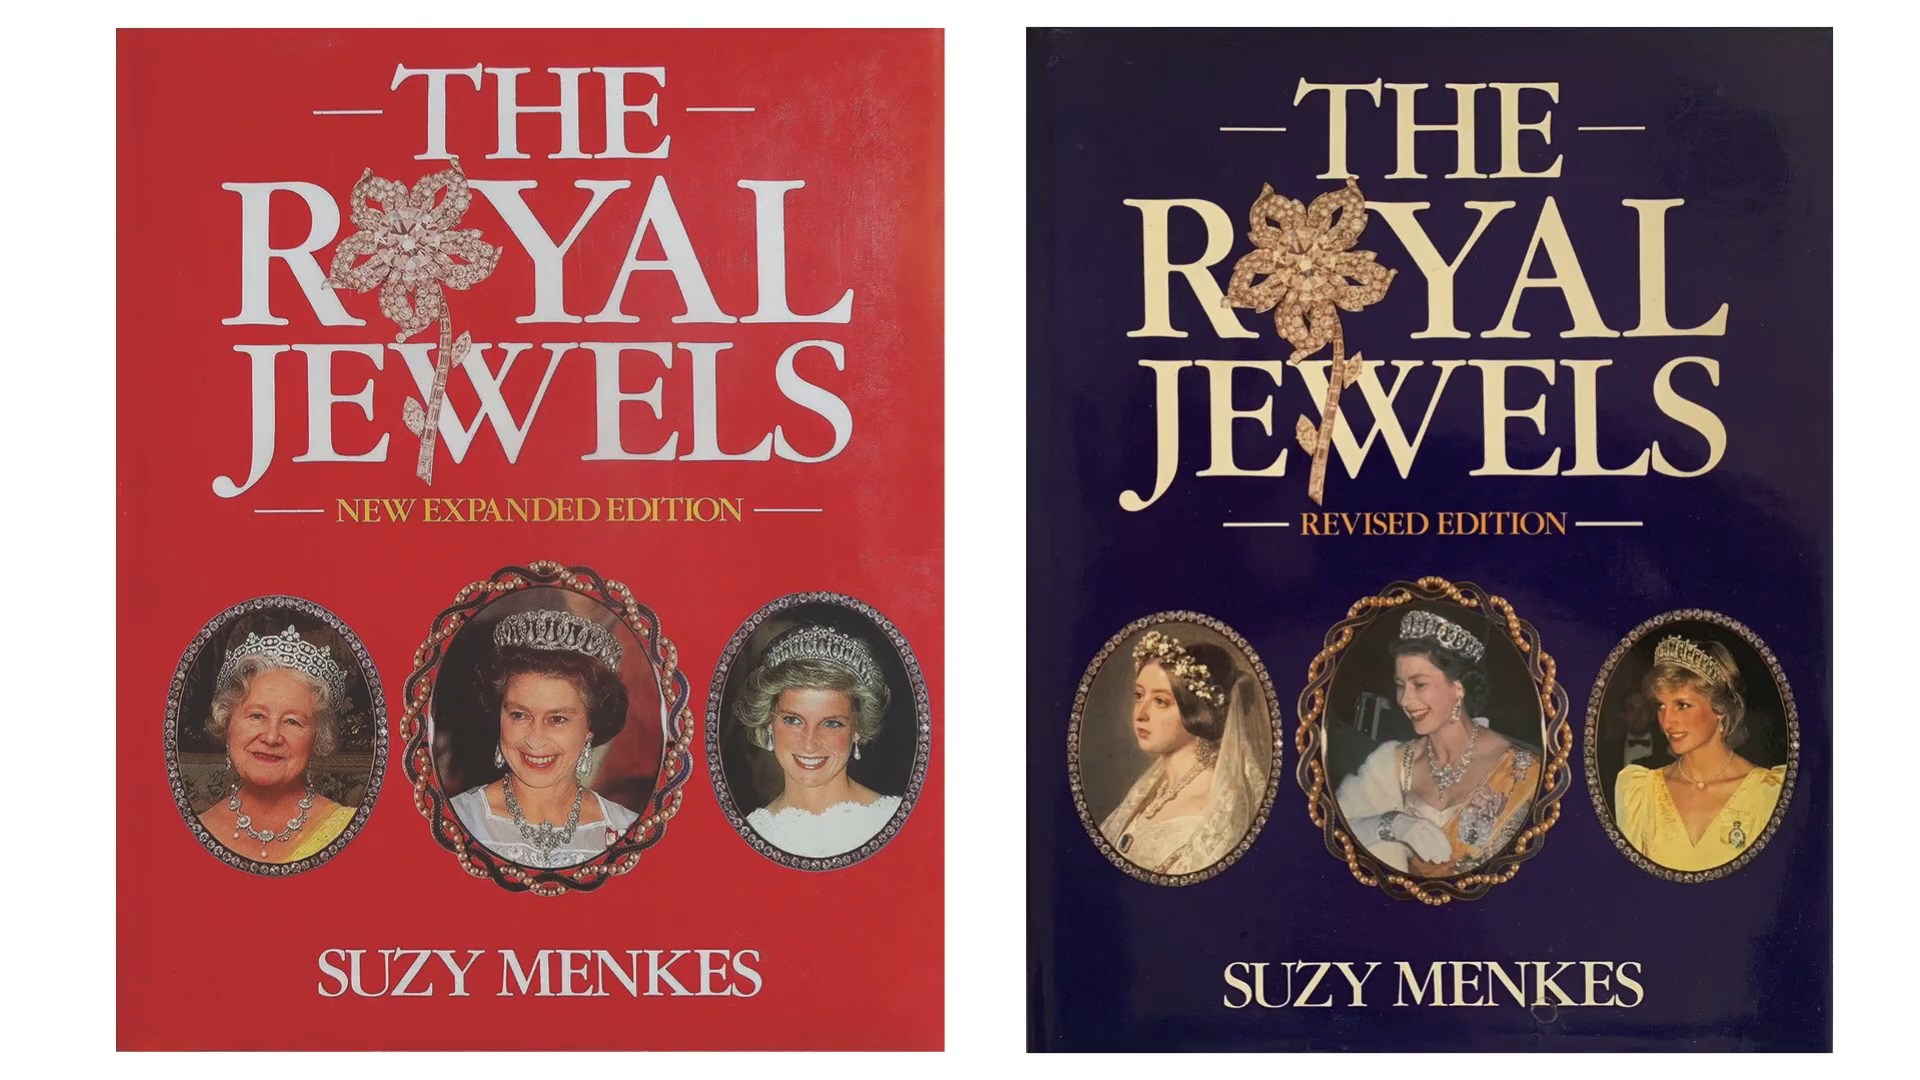 THE
ROYAL
JEWELS
NEW EXPANDED EDITION
SUZY MENKES
THE
ROYAL
JEWELS
REVISED EDITION
SUZY MENKES